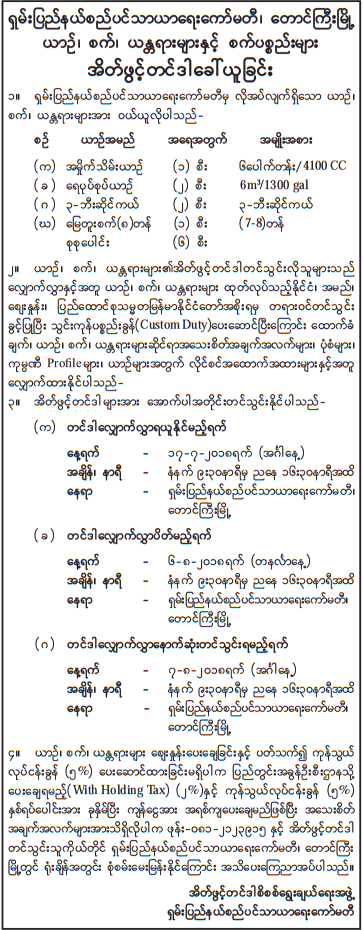 ရှမ်းပြည်နယ်စည်ပင်သာယာရေးကော်မတီ၊ တောင်ကြီးမြို့
ယာဉ်၊ စက်၊ ယန္တရားများနှင့် စက်ပစ္စည်းများ
အိတ်ဖွင့်တင်ဒါခေါ်ယူခြင်း
၁။ ရှမ်းပြည်နယ်စည်ပင်သာယာရေးကော်မတီမှ လိုအပ်လျက်ရှိသော ယာဉ်၊
စက်၊ ယန္တရားများအား ဝယ်ယူလိုပါသည်-
စဉ် ယာဉ်အမည် အရေအတွက် အမျိုးအစား
(က) အမှိုက်သိမ်းယာဉ် (၁) စီး ၆ပေါက်တန်း/4100 CC
(ခ) ရေပုပ်စုပ်ယာဉ် (၂) စီး 6m³/1300 gal
(ဂ) ၃-ဘီးဆိုင်ကယ် (၂) စီး ၃-ဘီးဆိုင်ကယ်
(ဃ) မြေတူးစက်(၈)တန် (၁) စီး (7-8)တန်
စုစုပေါင်း (၆) စီး
၂။ ယာဉ်၊ စက်၊ ယန္တရားများ၏အိတ်ဖွင့်တင်ဒါတင်သွင်းလိုသူများသည်
လျှောက်လွှာနှင့်အတူ ယာဉ်၊ စက်၊ ယန္တရားများ ထုတ်လုပ်သည့်နိုင်ငံ၊ အမည်၊
ဈေးနှုန်း၊ ပြည်ထောင်စုသမ္မတမြန်မာနိုင်ငံတော်အစိုးရမှ တရားဝင်တင်သွင်း
ခွင့်ပြုပြီး သွင်းကုန်ပစ္စည်းခွန်(Custom Duty)ပေးဆောင်ပြီးကြောင်း ထောက်ခံ
ချက်၊ ယာဉ်၊ စက်၊ ယန္တရားများဆိုင်ရာအသေးစိတ်အချက်အလက်များ၊ ပုံစံများ၊
ကုမ္ပဏီ Profileများ၊ ယာဉ်များအတွက် လိုင်စင်အထောက်အထားများနှင့်အတူ
လျှောက်ထားနိုင်ပါသည်-
၃။ အိတ်ဖွင့်တင်ဒါများအား အောက်ပါအတိုင်းတင်သွင်းနိုင်ပါသည်-
(က) တင်ဒါလျှောက်လွှာရယူနိုင်မည့်ရက်
နေ့ရက် - ၁၇-၇-၂၀၁၈ရက် (အင်္ဂါနေ့)
အချိန်၊ နာရီ - နံနက် ၉း၃၀နာရီမှ ညနေ ၁၆း၃၀နာရီအထိ
နေရာ - ရှမ်းပြည်နယ်စည်ပင်သာယာရေးကော်မတီ၊
တောင်ကြီးမြို့
(ခ) တင်ဒါလျှောက်လွှာပိတ်မည့်ရက်
နေ့ရက် - ၆-၈-၂၀၁၈ရက် (တနင်္လာနေ့)
အချိန်၊ နာရီ - နံနက် ၉း၃၀နာရီမှ ညနေ ၁၆း၃၀နာရီအထိ
နေရာ - ရှမ်းပြည်နယ်စည်ပင်သာယာရေးကော်မတီ၊
တောင်ကြီးမြို့
(ဂ) တင်ဒါလျှောက်လွှာနောက်ဆုံးတင်သွင်းရမည့်ရက်
နေ့ရက် - ၇-၈-၂၀၁၈ရက် (အင်္ဂါနေ့)
အချိန်၊ နာရီ - နံနက် ၉း၃၀နာရီမှ ညနေ ၁၆း၃၀နာရီအထိ
နေရာ - ရှမ်းပြည်နယ်စည်ပင်သာယာရေးကော်မတီ၊
တောင်ကြီးမြို့
၄။ ယာဉ်၊ စက်၊ ယန္တရားများ ဈေးနှုန်းပေးချေခြင်းနှင့် ပတ်သက်၍ ကုန်သွယ်
လုပ်ငန်းခွန် (၅%) ပေးဆောင်ထားခြင်းမရှိပါက ပြည်တွင်းအခွန်ဦးစီးဌာနသို့
ပေးချေရမည့်(With Holding Tax) (၂%)နှင့် ကုန်သွယ်လုပ်ငန်းခွန် (၅%)
နှစ်ရပ်ပေါင်းအား ခုနှိမ်ပြီး ကျန်ငွေအား အရစ်ကျပေးချေမည်ဖြစ်ပြီး အသေးစိတ်
အချက်အလက်များအားသိရှိလိုပါက ဖုန်း-၀၈၁-၂၁၂၃၉၁၅ နှင့် အိတ်ဖွင့်တင်ဒါ
တင်သွင်းသူကိုယ်တိုင် ရှမ်းပြည်နယ်စည်ပင်သာယာရေးကော်မတီ၊ တောင်ကြီး
မြို့တွင် ရုံးချိန်အတွင်း စုံစမ်းမေးမြန်းနိုင်ကြောင်း အသိပေးကြေညာအပ်ပါသည်။
အိတ်ဖွင့်တင်ဒါစိစစ်ရွေးချယ်ရေးအဖွဲ့
ရှမ်းပြည်နယ်စည်ပင်သာယာရေးကော်မတီ